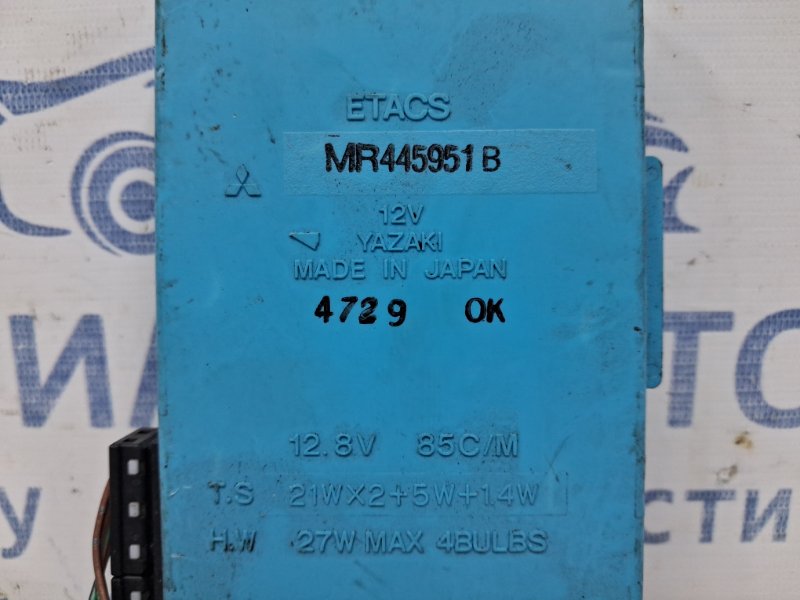 ETACS
MR445951B
12V
YAZAKI
MADE IN JAPAN
4729 OK
12.8V 85C/M
T.S 21W×2+5W+1.4W
H.W 27W MAX 4BULBS